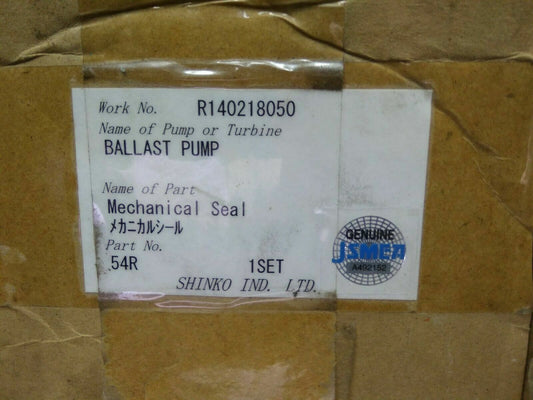 Work No. R140218050
Name of Pump or Turbine
BALLAST PUMP
Name of Part
Mechanical Seal
メカニカルシール
Part No.
54R 1SET
SHINKO IND. LTD.
GENUINE
JSMEA
A492152